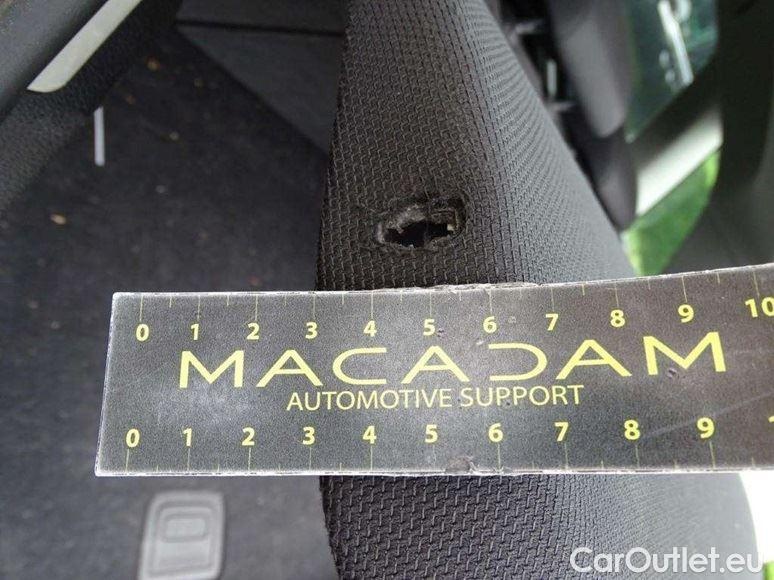 0 1 2 3 4 5 6 7 8 9 10
MACADAM
AUTOMOTIVE SUPPORT
0 1 2 3 4 5 6 7 8 9
CarOutlet.eu